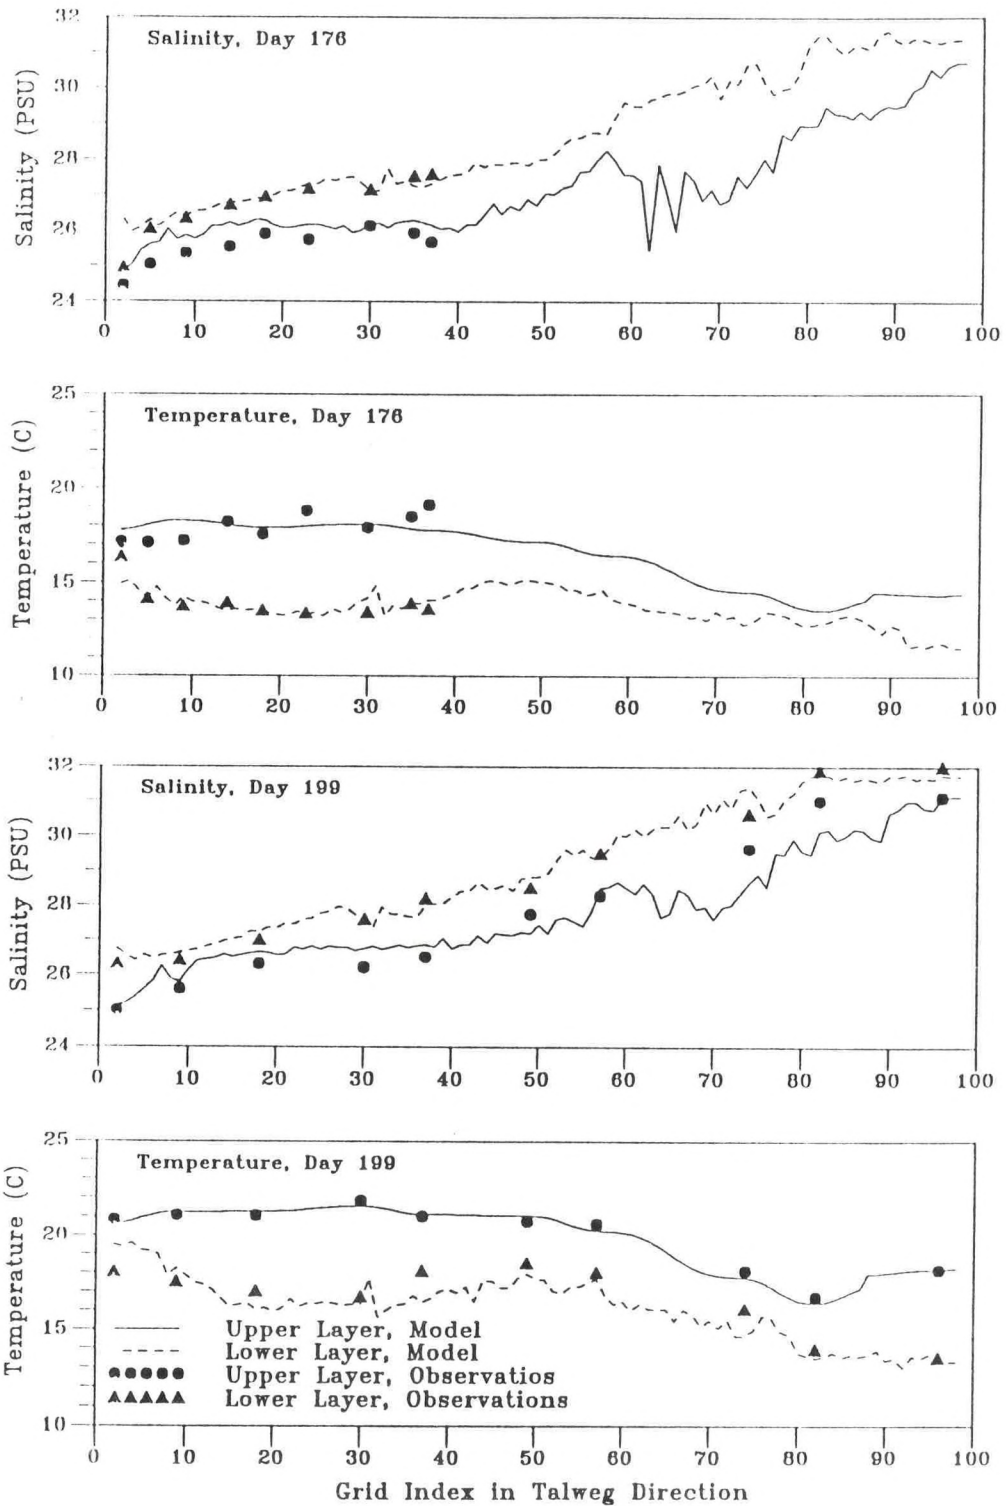 32
Salinity, Day 176
30
28
26
24
Salinity (PSU)
0 10 20 30 40 50 60 70 80 90 100
25
Temperature, Day 176
20
15
10
Temperature (C)
0 10 20 30 40 50 60 70 80 90 100
32
Salinity, Day 199
30
28
26
24
Salinity (PSU)
0 10 20 30 40 50 60 70 80 90 100
25
Temperature, Day 199
20
15
10
Temperature (C)
Upper Layer, Model
Lower Layer, Model
Upper Layer, Observatios
Lower Layer, Observations
0 10 20 30 40 50 60 70 80 90 100
Grid Index in Talweg Direction